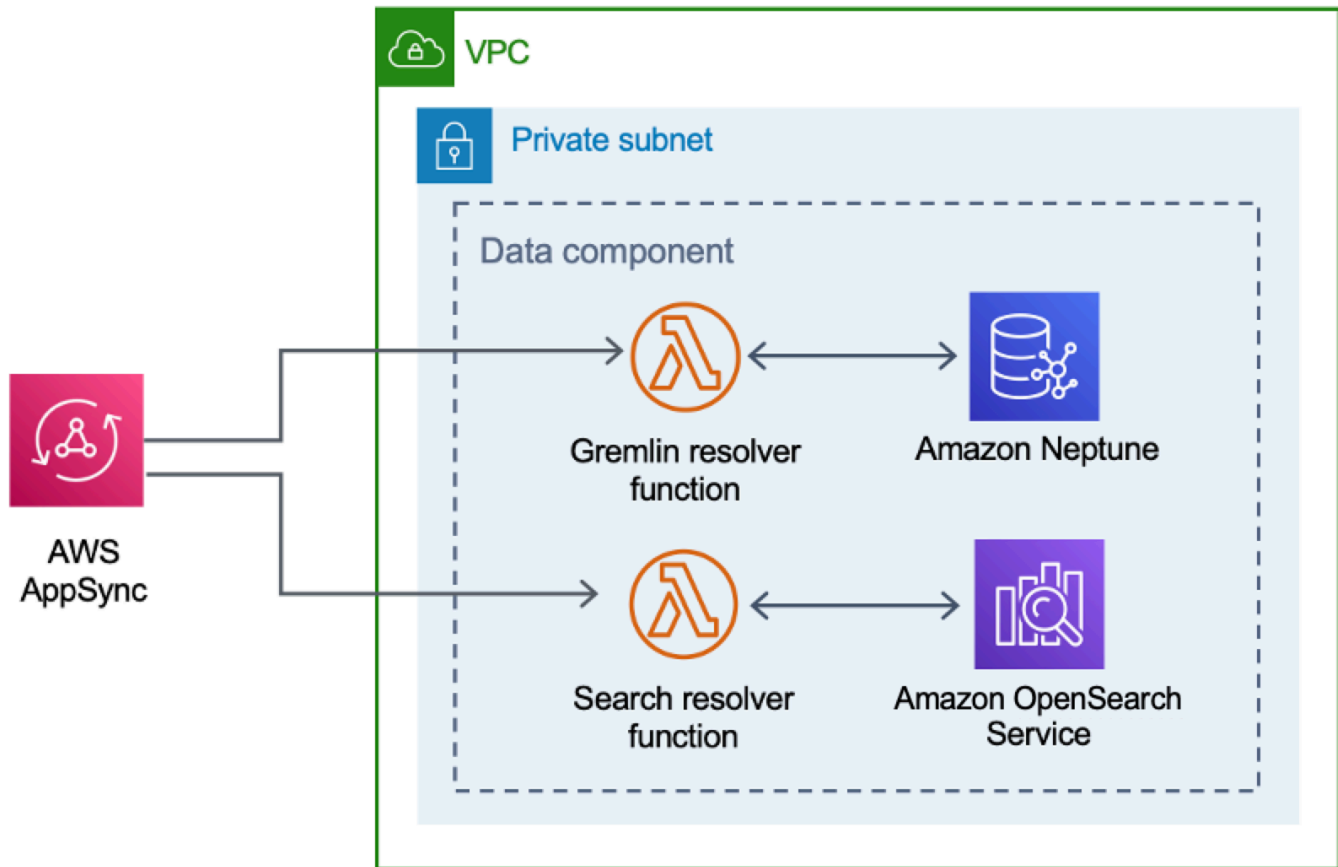 VPC
Private subnet
Data component
Gremlin resolver
function
Amazon Neptune
AWS
AppSync
Search resolver
function
Amazon OpenSearch
Service